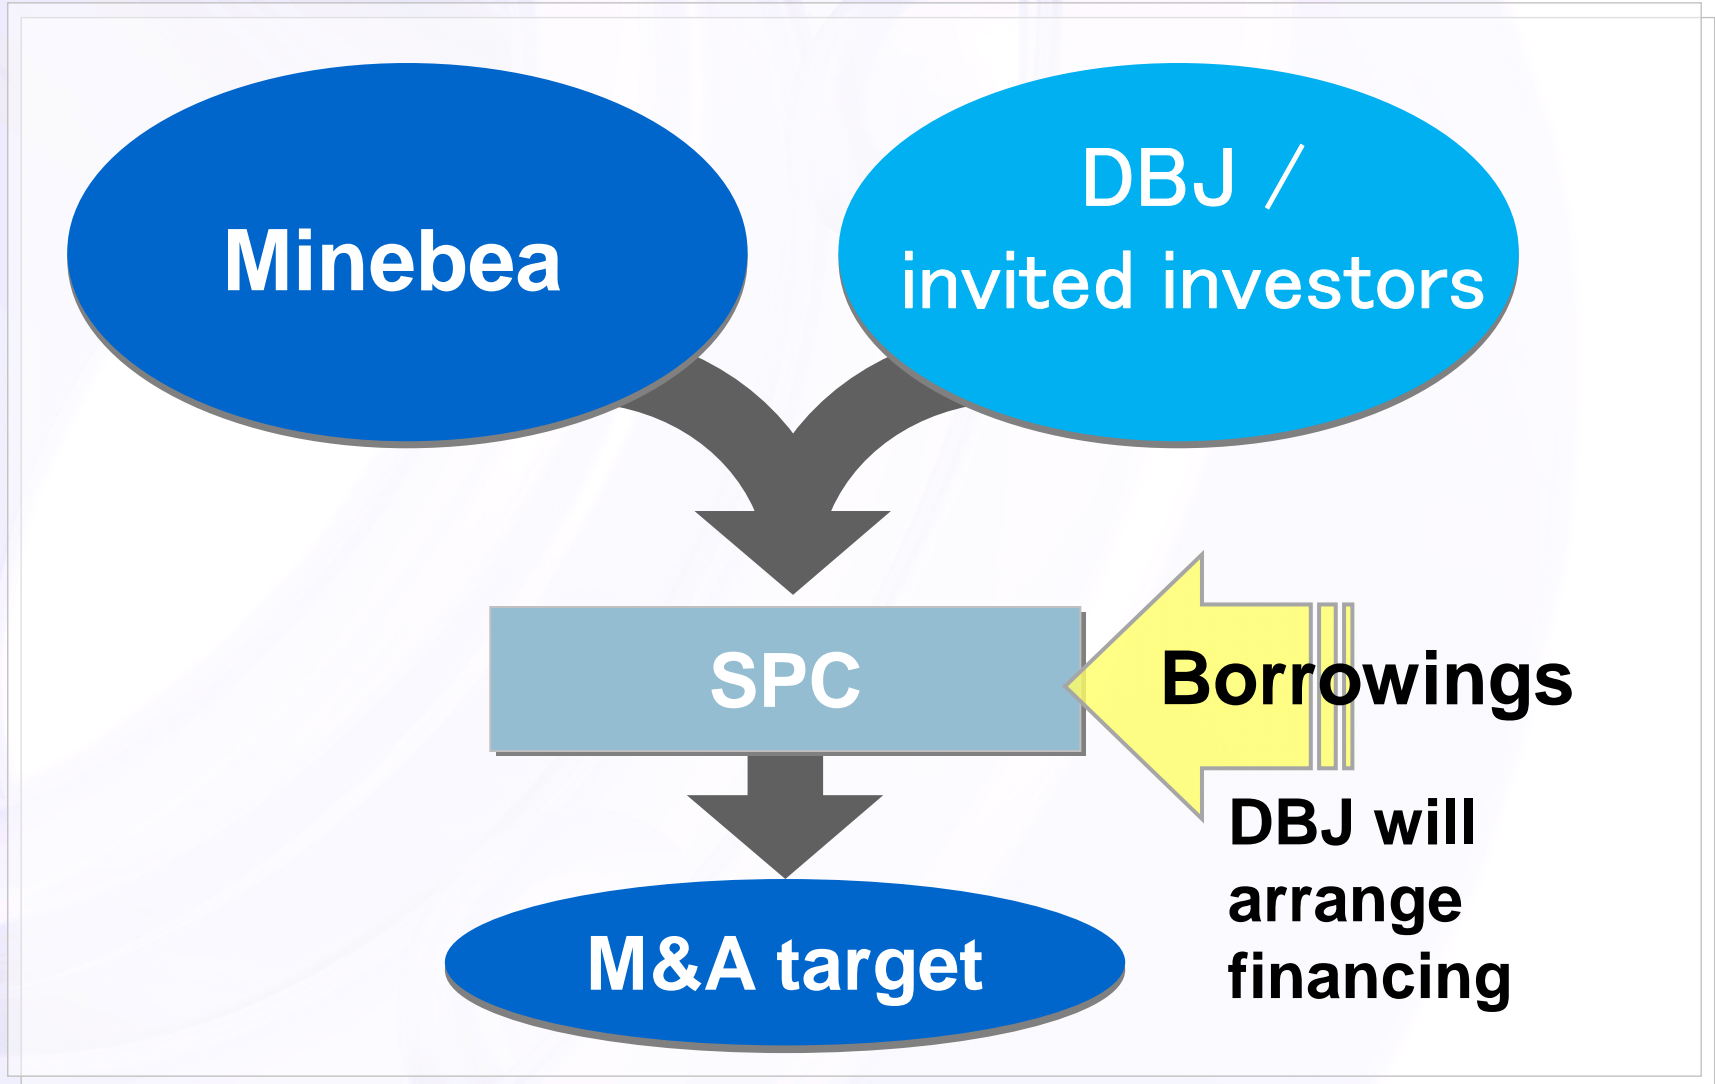 Minebea
DBJ /
invited investors
SPC
Borrowings
DBJ will
arrange
financing
M&A target